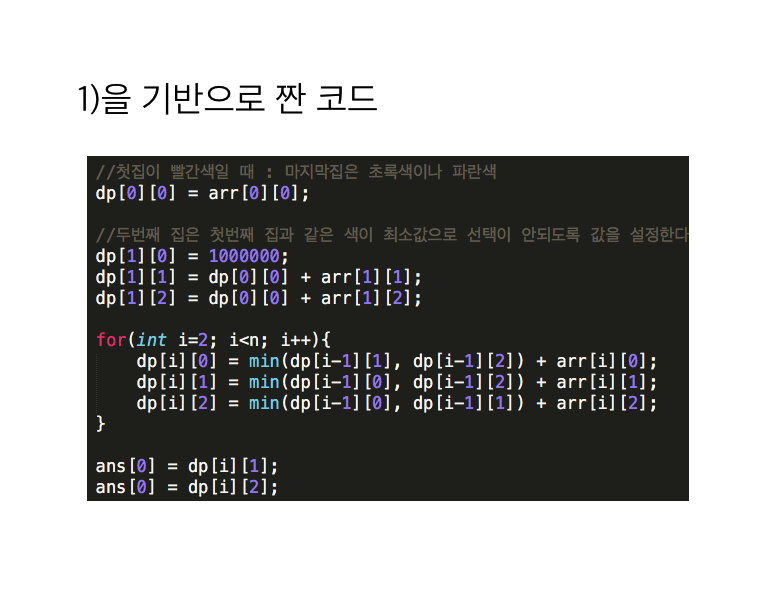 1)을 기반으로 짠 코드
//첫집이 빨간색일 때 : 마지막집은 초록색이나 파란색
dp[0][0] = arr[0][0];
//두번째 집은 첫번째 집과 같은 색이 최소값으로 선택이 안되도록 값을 설정한다
dp[1][0] = 1000000;
dp[1][1] = dp[0][0] + arr[1][1];
dp[1][2] = dp[0][0] + arr[1][2];
for(int i=2; i<n; i++){
    dp[i][0] = min(dp[i-1][1], dp[i-1][2]) + arr[i][0];
    dp[i][1] = min(dp[i-1][0], dp[i-1][2]) + arr[i][1];
    dp[i][2] = min(dp[i-1][0], dp[i-1][1]) + arr[i][2];
}
ans[0] = dp[i][1];
ans[0] = dp[i][2];